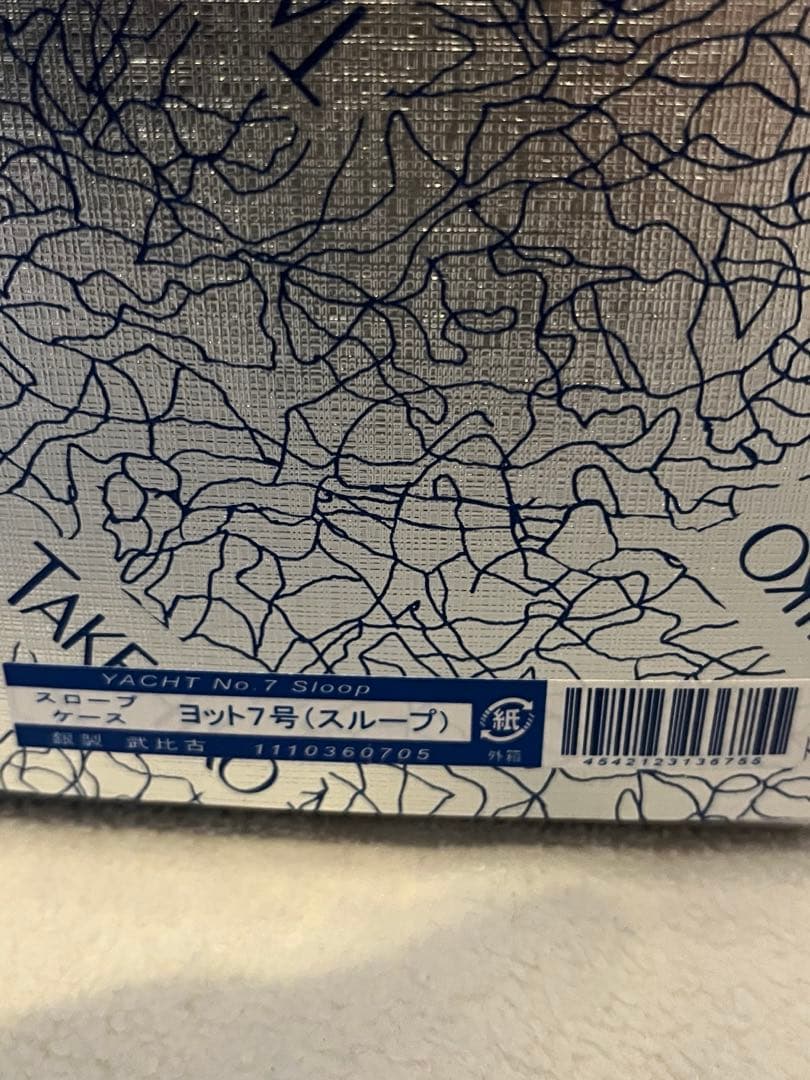 TAKE
YACHT No.7 Sloop
スロープ
ケース
ヨット7号(スループ)
紙
外箱
銀製 武比古 1110360705
4542123136755